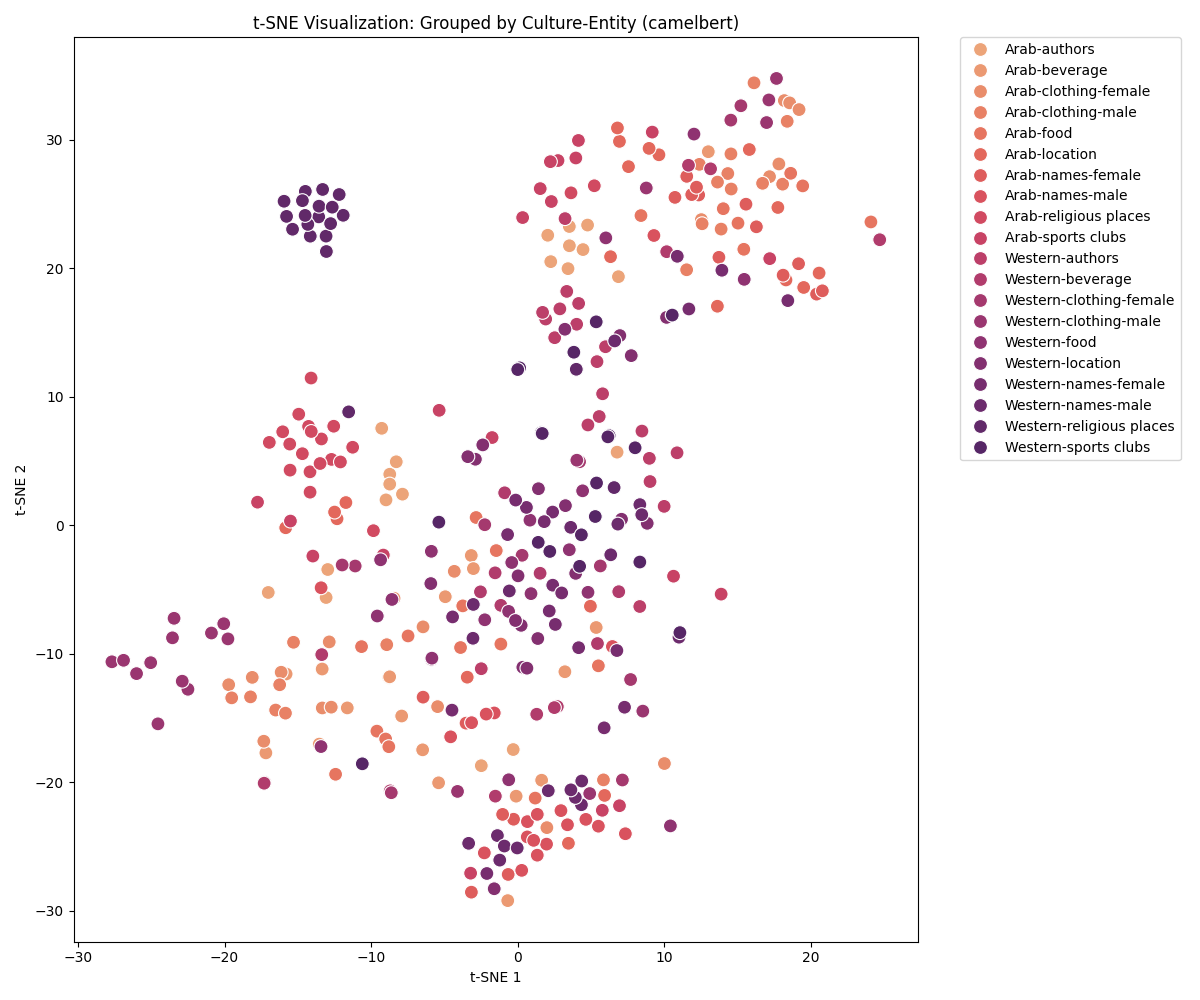 t-SNE Visualization: Grouped by Culture-Entity (camelbert)
Arab-authors
Arab-beverage
Arab-clothing-female
Arab-clothing-male
Arab-food
Arab-location
Arab-names-female
Arab-names-male
Arab-religious places
Arab-sports clubs
Western-authors
Western-beverage
Western-clothing-female
Western-clothing-male
Western-food
Western-location
Western-names-female
Western-names-male
Western-religious places
Western-sports clubs
t-SNE 2
30
20
10
0
−10
−20
−30
−30 −20 −10 0 10 20
t-SNE 1